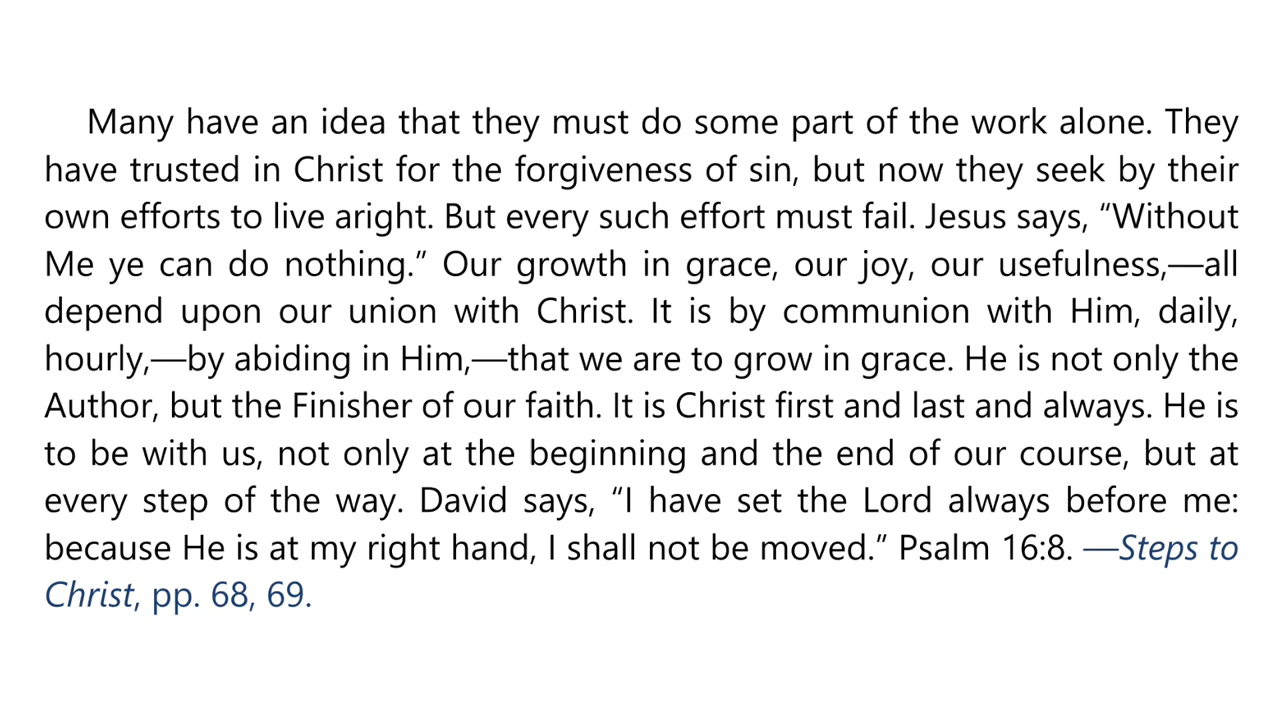 Many have an idea that they must do some part of the work alone. They
have trusted in Christ for the forgiveness of sin, but now they seek by their
own efforts to live aright. But every such effort must fail. Jesus says, “Without
Me ye can do nothing.” Our growth in grace, our joy, our usefulness,—all
depend upon our union with Christ. It is by communion with Him, daily,
hourly,—by abiding in Him,—that we are to grow in grace. He is not only the
Author, but the Finisher of our faith. It is Christ first and last and always. He is
to be with us, not only at the beginning and the end of our course, but at
every step of the way. David says, “I have set the Lord always before me:
because He is at my right hand, I shall not be moved.” Psalm 16:8. —Steps to
Christ, pp. 68, 69.